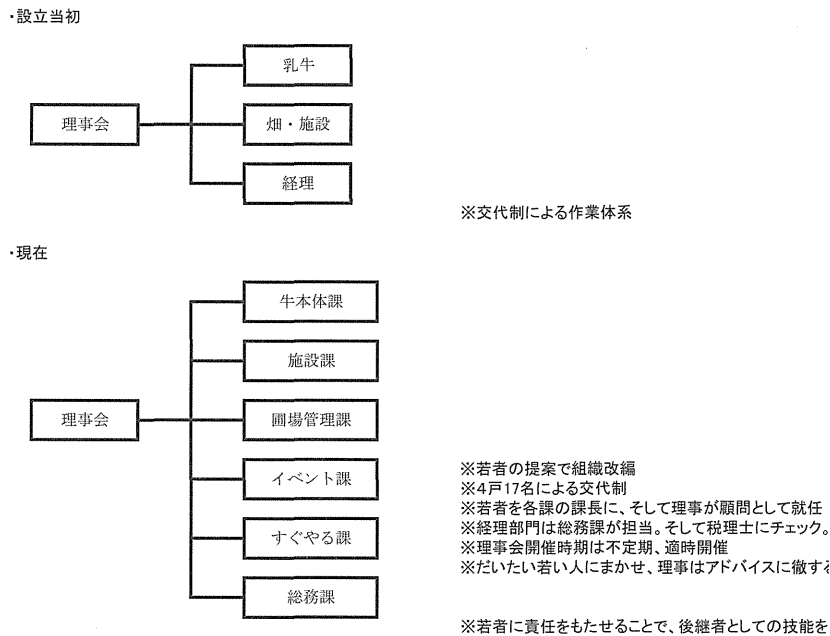 ・設立当初
乳牛
理事会
畑・施設
経理
※交代制による作業体系
・現在
牛本体課
施設課
理事会
圃場管理課
イベント課
すぐやる課
総務課
※若者の提案で組織改編
※4戸17名による交代制
※若者を各課の課長に、そして理事が顧問として就任
※経理部門は総務課が担当。そして税理士にチェック。
※理事会開催時期は不定期、適時開催
※だいたい若い人にまかせ、理事はアドバイスに徹する
※若者に責任をもたせることで、後継者としての技能を